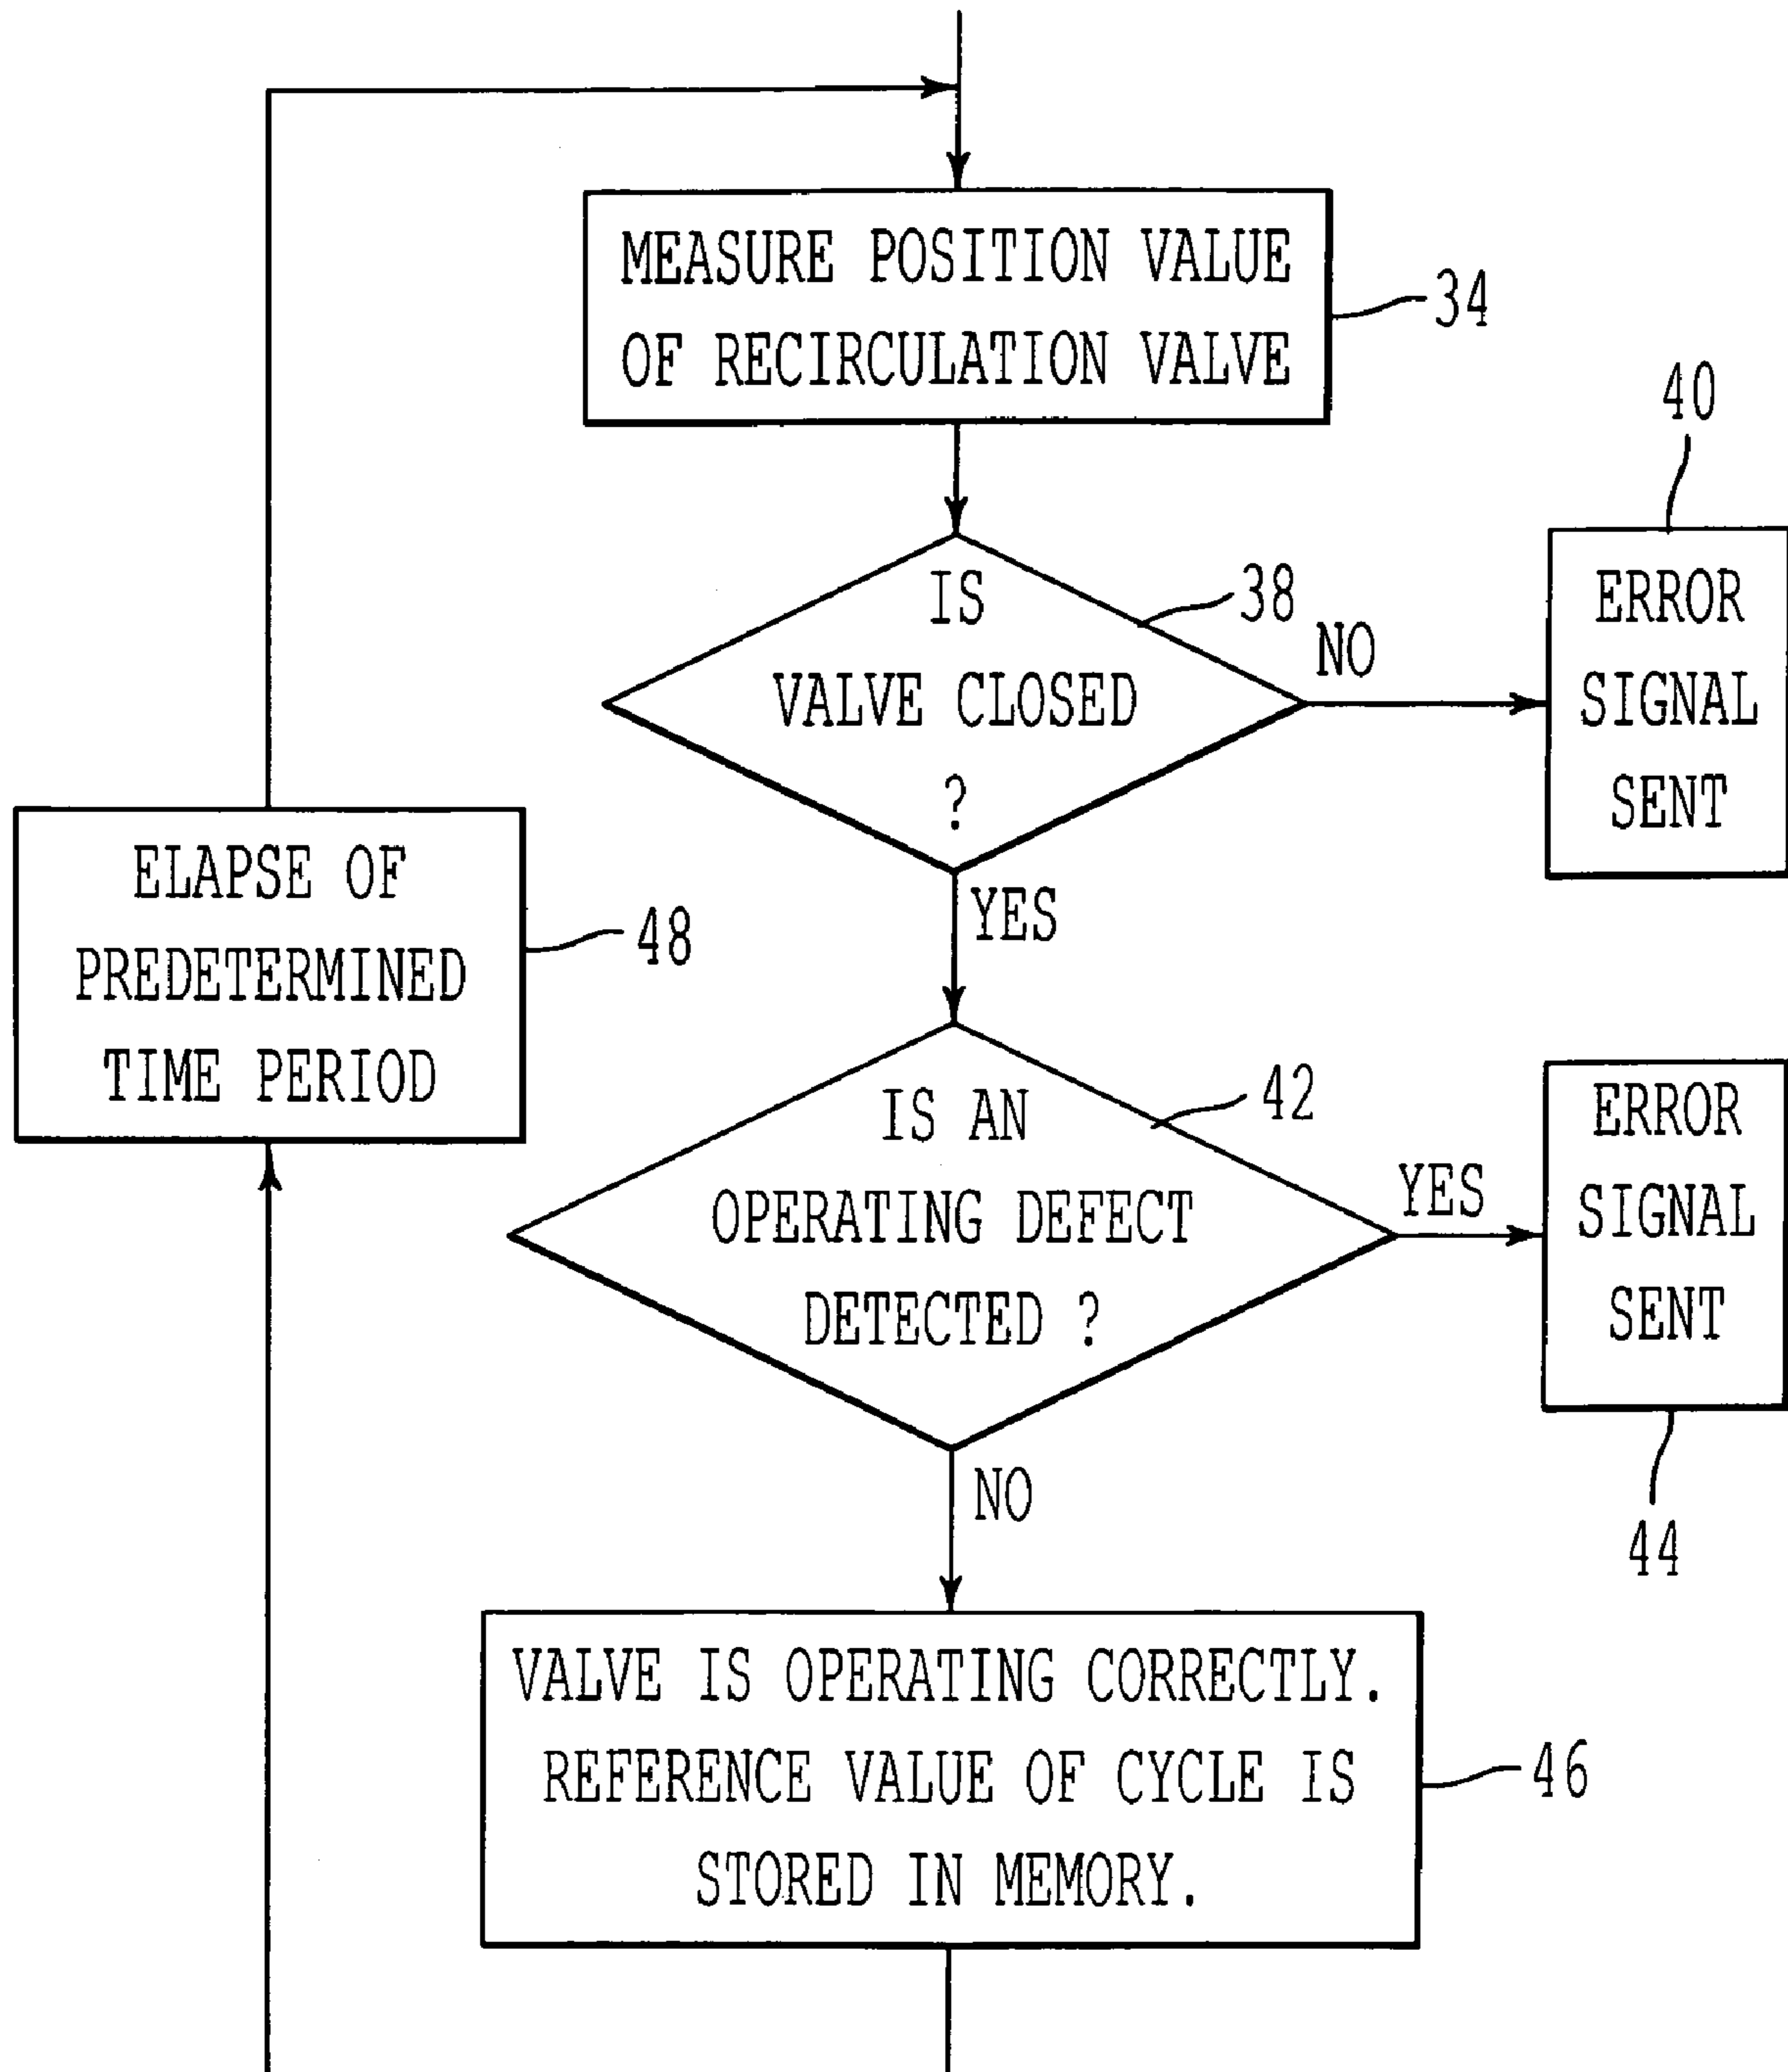 MEASURE POSITION VALUE
OF RECIRCULATION VALVE
34
IS
VALVE CLOSED
?
38
NO
40
ERROR
SIGNAL
SENT
YES
ELAPSE OF
PREDETERMINED
TIME PERIOD
48
IS AN
OPERATING DEFECT
DETECTED ?
42
YES
ERROR
SIGNAL
SENT
44
NO
VALVE IS OPERATING CORRECTLY.
REFERENCE VALUE OF CYCLE IS
STORED IN MEMORY.
46